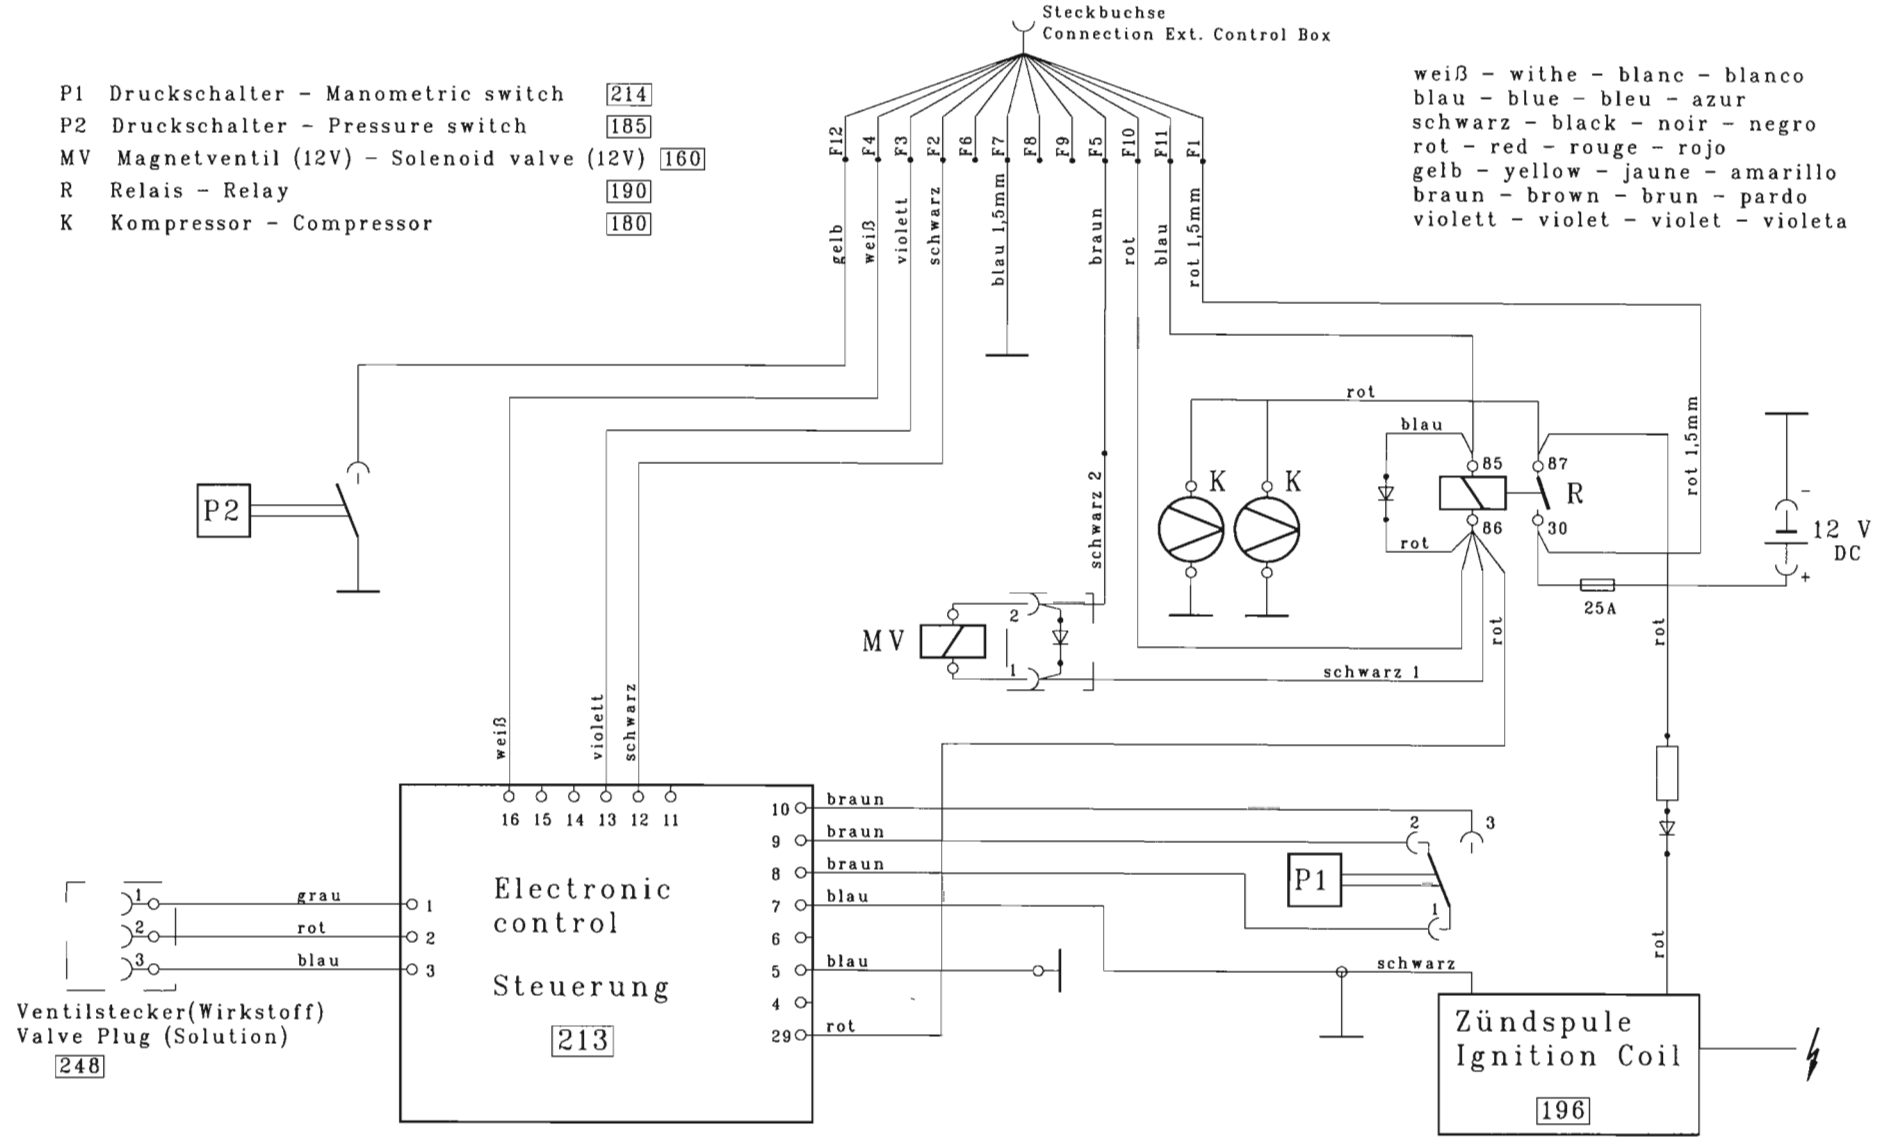 Steckbuchse
Connection Ext. Control Box
P1 Druckschalter - Manometric switch 214
P2 Druckschalter - Pressure switch 185
MV Magnetventil (12V) - Solenoid valve (12V) 160
R Relais - Relay 190
K Kompressor - Compressor 180
weiß - withe - blanc - blanco
blau - blue - bleu - azur
schwarz - black - noir - negro
rot - red - rouge - rojo
gelb - yellow - jaune - amarillo
braun - brown - brun - pardo
violett - violet - violet - violeta
F12 F4 F3 F2 F6 F7 F8 F9 F5 F10 F11 F1
gelb
weiß
violett
schwarz
blau 1,5mm
braun
rot
blau
rot 1,5mm
P2
rot
blau
85
87
K
K
R
86
30
rot
rot 1,5mm
-
12 V
DC
+
25A
schwarz 2
MV
2
1
schwarz 1
rot
rot
weiß
violett
schwarz
16 15 14 13 12 11
10 braun
9 braun
8 braun
7 blau
6
5 blau
4
29 rot
2
3
P1
1
1 grau 1
2 rot 2
3 blau 3
Electronic
control
Steuerung
213
Ventilstecker(Wirkstoff)
Valve Plug (Solution)
248
schwarz
rot
Zündspule
Ignition Coil
196